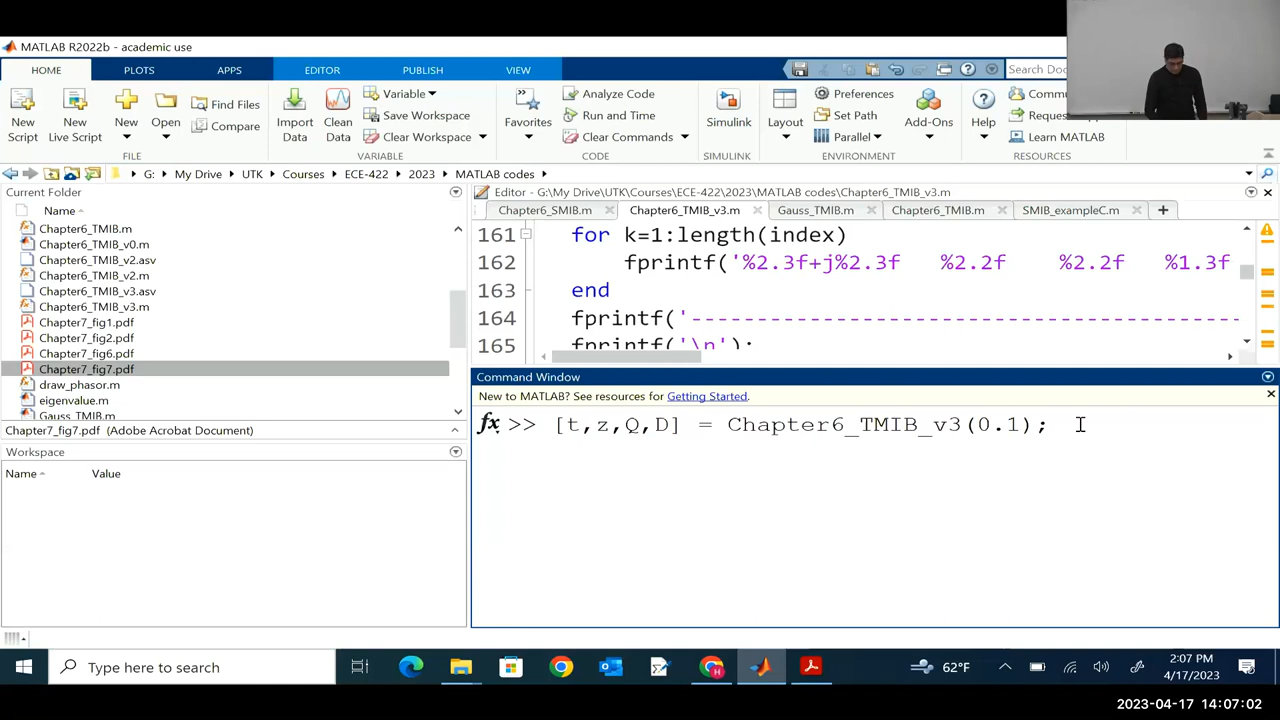 MATLAB R2022b - academic use
HOME PLOTS APPS EDITOR PUBLISH VIEW Search Doc
New Script
New Live Script
New
Open
Find Files
Compare
Import Data
Clean Data
Variable
Save Workspace
Clear Workspace
Favorites
Analyze Code
Run and Time
Clear Commands
Simulink
Layout
Preferences
Set Path
Parallel
Add-Ons
Help
Commu
Reques
Learn MATLAB
FILE VARIABLE CODE SIMULINK ENVIRONMENT RESOURCES
G: My Drive UTK Courses ECE-422 2023 MATLAB codes
Current Folder
Name
Chapter6_TMIB.m
Chapter6_TMIB_v0.m
Chapter6_TMIB_v2.asv
Chapter6_TMIB_v2.m
Chapter6_TMIB_v3.asv
Chapter6_TMIB_v3.m
Chapter7_fig1.pdf
Chapter7_fig2.pdf
Chapter7_fig6.pdf
Chapter7_fig7.pdf
draw_phasor.m
eigenvalue.m
Gauss_TMIB.m
Chapter7_fig7.pdf (Adobe Acrobat Document)
Workspace
Name Value
Editor - G:\My Drive\UTK\Courses\ECE-422\2023\MATLAB codes\Chapter6_TMIB_v3.m
Chapter6_SMIB.m Chapter6_TMIB_v3.m Gauss_TMIB.m Chapter6_TMIB.m SMIB_exampleC.m
161 for k=1:length(index)
162 fprintf('%2.3f+j%2.3f %2.2f %2.2f %1.3f
163 end
164 fprintf('------------------------------------------
165 fprintf('\n');
Command Window
New to MATLAB? See resources for Getting Started.
fx >> [t,z,Q,D] = Chapter6_TMIB_v3(0.1);
Type here to search
62°F
2:07 PM
4/17/2023
2023-04-17 14:07:02